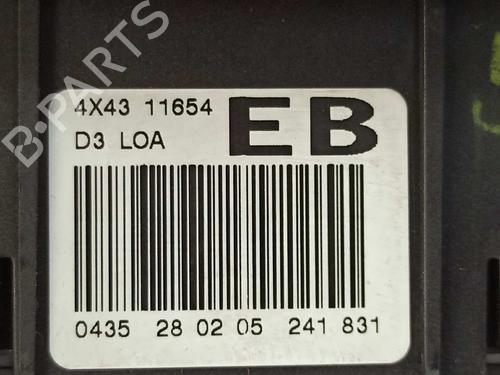 B-PARTS
4X43 11654 EB
D3 LOA
0435 28 02 05 241 831